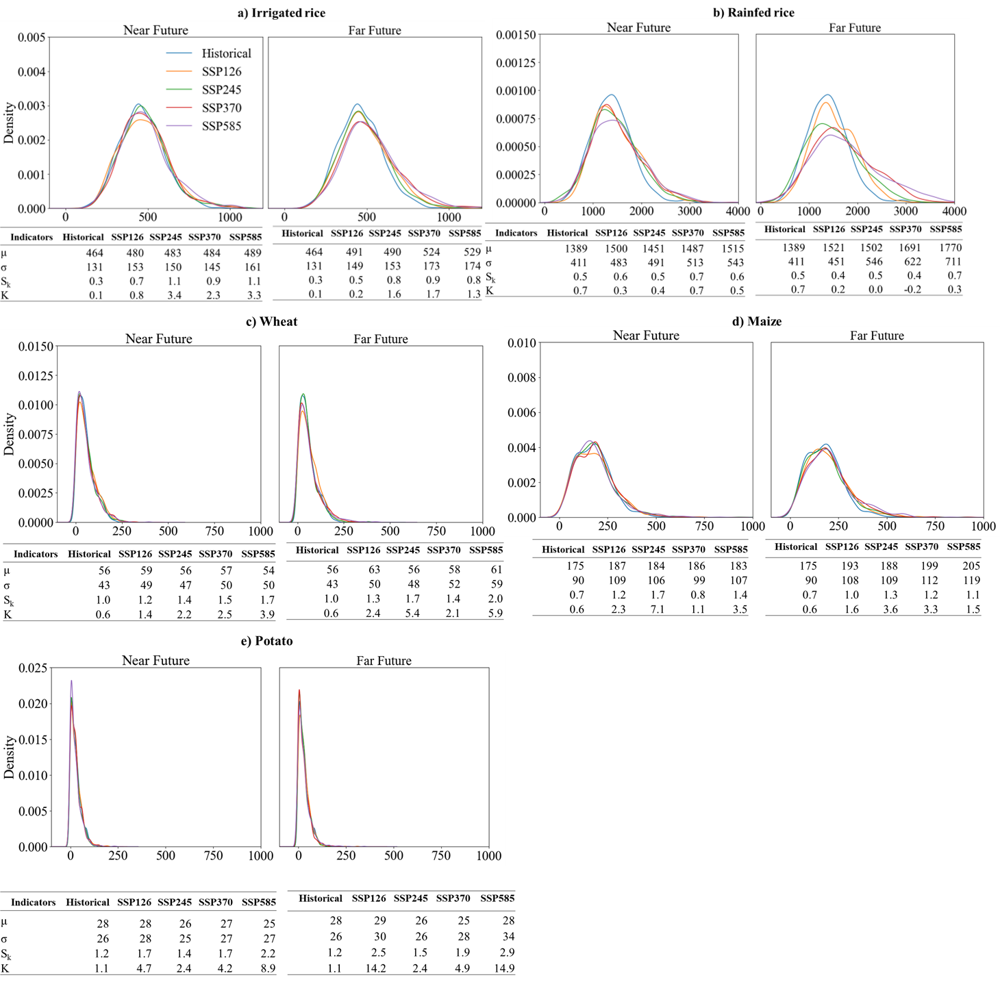 a) Irrigated rice
Near Future
Far Future
0.005
0.004
0.003
0.002
0.001
0.000
Density
Historical
SSP126
SSP245
SSP370
SSP585
0 500 1000
0 500 1000
Indicators Historical SSP126 SSP245 SSP370 SSP585
μ 464 480 483 484 489
σ 131 153 150 145 161
Sk 0.3 0.7 1.1 0.9 1.1
K 0.1 0.8 3.4 2.3 3.3
Historical SSP126 SSP245 SSP370 SSP585
464 491 490 524 529
131 149 153 173 174
0.3 0.5 0.8 0.9 0.8
0.1 0.2 1.6 1.7 1.3
b) Rainfed rice
Near Future
Far Future
0.00150
0.00125
0.00100
0.00075
0.00050
0.00025
0.00000
0 1000 2000 3000 4000
0 1000 2000 3000 4000
Indicators Historical SSP126 SSP245 SSP370 SSP585
μ 1389 1500 1451 1487 1515
σ 411 483 491 513 543
Sk 0.5 0.6 0.5 0.7 0.6
K 0.7 0.3 0.4 0.7 0.5
Historical SSP126 SSP245 SSP370 SSP585
1389 1521 1502 1691 1770
411 451 546 622 711
0.5 0.4 0.5 0.4 0.7
0.7 0.2 0.0 -0.2 0.3
c) Wheat
Near Future
Far Future
0.0150
0.0125
0.0100
0.0075
0.0050
0.0025
0.0000
Density
0 250 500 750 1000
0 250 500 750 1000
Indicators Historical SSP126 SSP245 SSP370 SSP585
μ 56 59 56 57 54
σ 43 49 47 50 50
Sk 1.0 1.2 1.4 1.5 1.7
K 0.6 1.4 2.2 2.5 3.9
Historical SSP126 SSP245 SSP370 SSP585
56 63 56 58 61
43 50 48 52 59
1.0 1.3 1.7 1.4 2.0
0.6 2.4 5.4 2.1 5.9
d) Maize
Near Future
Far Future
0.010
0.008
0.006
0.004
0.002
0.000
0 250 500 750 1000
0 250 500 750 1000
Historical SSP126 SSP245 SSP370 SSP585
175 187 184 186 183
90 109 106 99 107
0.7 1.2 1.7 0.8 1.4
0.6 2.3 7.1 1.1 3.5
Historical SSP126 SSP245 SSP370 SSP585
175 193 188 199 205
90 108 109 112 119
0.7 1.0 1.3 1.2 1.1
0.6 1.6 3.6 3.3 1.5
e) Potato
Near Future
Far Future
0.025
0.020
0.015
0.010
0.005
0.000
Density
0 250 500 750 1000
0 250 500 750 1000
Indicators Historical SSP126 SSP245 SSP370 SSP585
μ 28 28 26 27 25
σ 26 28 25 27 27
Sk 1.2 1.7 1.4 1.7 2.2
K 1.1 4.7 2.4 4.2 8.9
Historical SSP126 SSP245 SSP370 SSP585
28 29 26 25 28
26 30 26 28 34
1.2 2.5 1.5 1.9 2.9
1.1 14.2 2.4 4.9 14.9